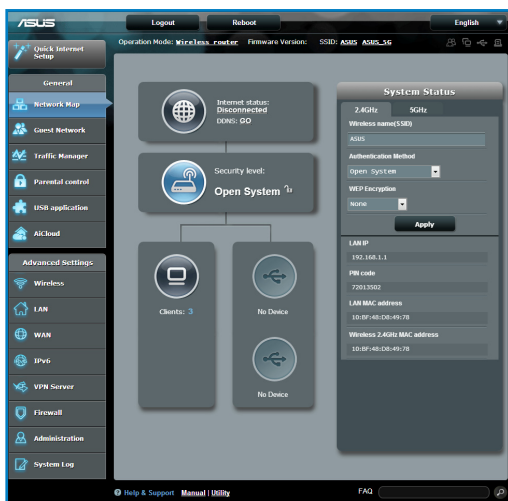 ASUS
Logout
Reboot
English
Operation Mode: Wireless router Firmware Version: SSID: ASUS ASUS_5G
Quick Internet
Setup
General
Network Map
Guest Network
Traffic Manager
Parental control
USB application
AiCloud
Advanced Settings
Wireless
LAN
WAN
IPv6
VPN Server
Firewall
Administration
System Log
Internet status:
Disconnected
DDNS: GO
Security level:
Open System
Clients: 3
No Device
No Device
System Status
2.4GHz
5GHz
Wireless name(SSID)
ASUS
Authentication Method
Open System
WEP Encryption
None
Apply
LAN IP
192.168.1.1
PIN code
72013502
LAN MAC address
10:BF:48:D8:49:78
Wireless 2.4GHz MAC address
10:BF:48:D8:49:78
Help & Support Manual | Utility
FAQ